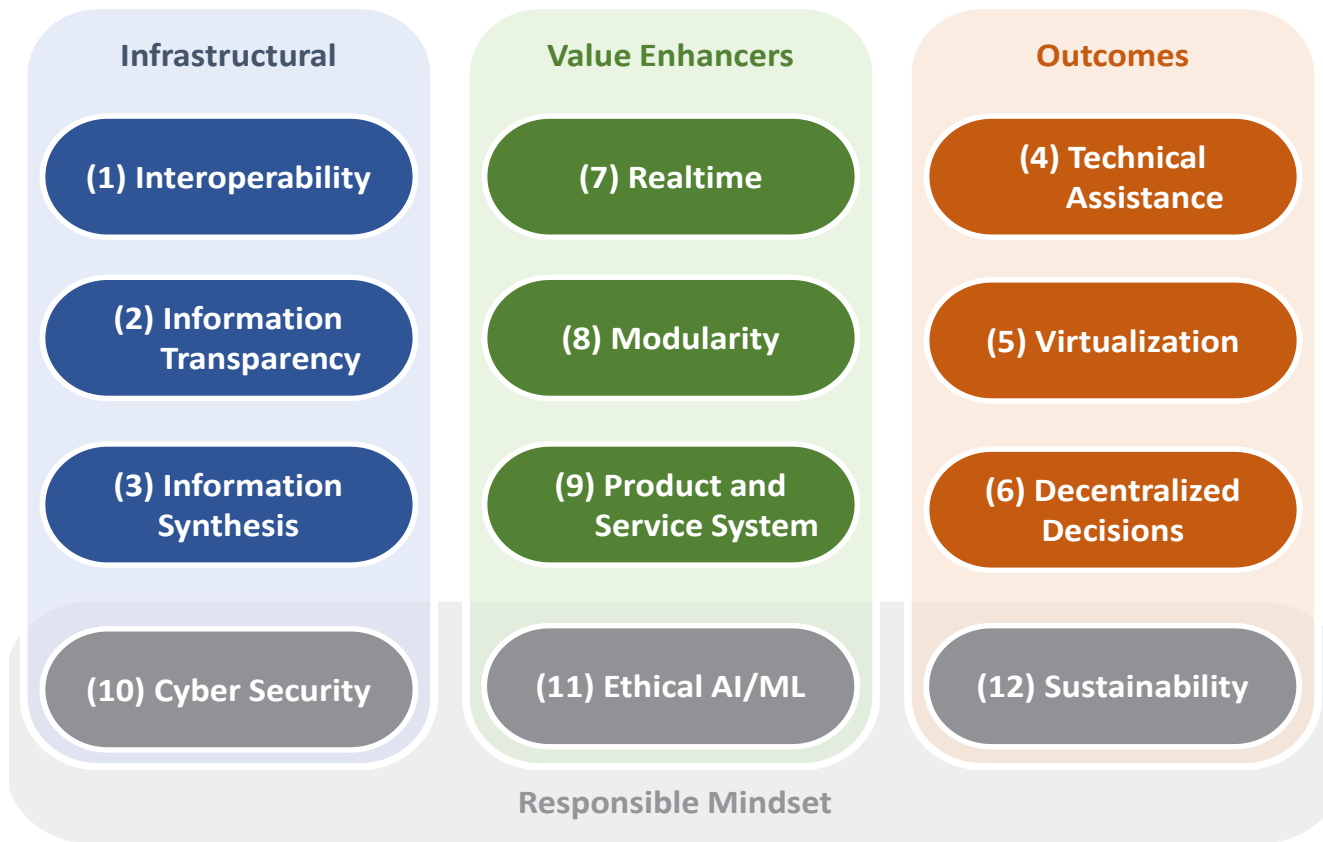 Infrastructural
(1) Interoperability
(2) Information
Transparency
(3) Information
Synthesis
(10) Cyber Security
Value Enhancers
(7) Realtime
(8) Modularity
(9) Product and
Service System
(11) Ethical AI/ML
Outcomes
(4) Technical
Assistance
(5) Virtualization
(6) Decentralized
Decisions
(12) Sustainability
Responsible Mindset